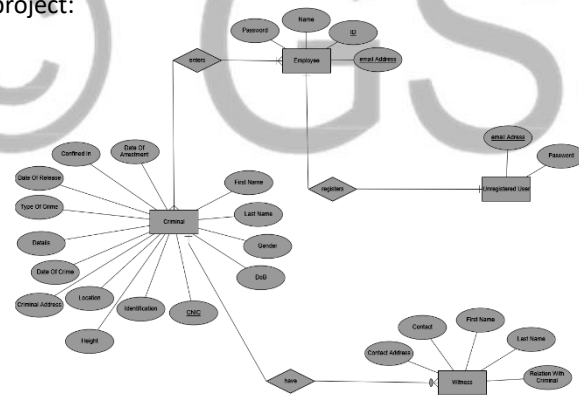 project:
© GS
Name
Password
ID
enters
Employee
email Address
Date Of
Arrestment
Confined In
email Adress
Date Of Release
First Name
Password
Type Of Crime
registers
Unregistered User
Last Name
Criminal
Details
Gender
Date Of Crime
DoB
Criminal Address
Location
Identification
CNIC
First Name
Contact
Height
Last Name
Contact Address
have
Witness
Relation With
Criminal